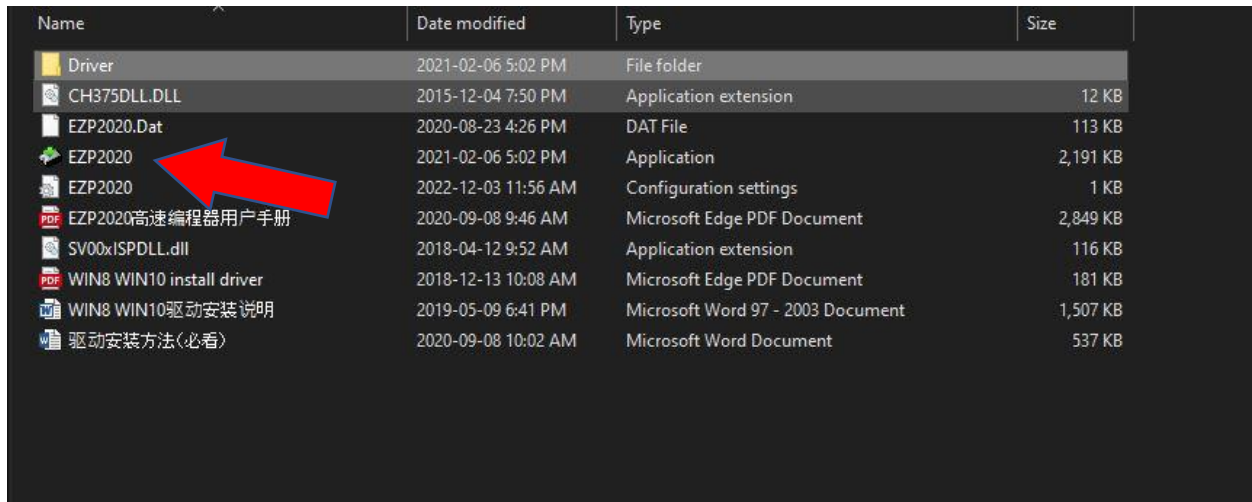 Name Date modified Type Size
Driver 2021-02-06 5:02 PM File folder
CH375DLL.DLL 2015-12-04 7:50 PM Application extension 12 KB
EZP2020.Dat 2020-08-23 4:26 PM DAT File 113 KB
EZP2020 2021-02-06 5:02 PM Application 2,191 KB
EZP2020 2022-12-03 11:56 AM Configuration settings 1 KB
EZP2020高速编程器用户手册 2020-09-08 9:46 AM Microsoft Edge PDF Document 2,849 KB
SV00xISPDLL.dll 2018-04-12 9:52 AM Application extension 116 KB
WIN8 WIN10 install driver 2018-12-13 10:08 AM Microsoft Edge PDF Document 181 KB
WIN8 WIN10驱动安装说明 2019-05-09 6:41 PM Microsoft Word 97 - 2003 Document 1,507 KB
驱动安装方法(必看) 2020-09-08 10:02 AM Microsoft Word Document 537 KB